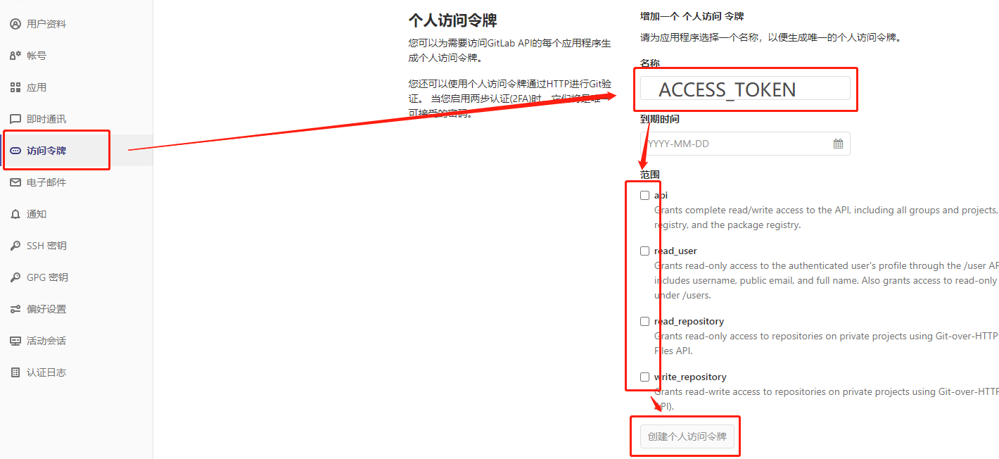 用户资料
帐号
应用
即时通讯
访问令牌
电子邮件
通知
SSH 密钥
GPG 密钥
偏好设置
活动会话
认证日志
个人访问令牌
您可以为需要访问GitLab API的每个应用程序生
成个人访问令牌。
您还可以使用个人访问令牌通过HTTP进行Git验
证。 当您启用两步认证(2FA)时，它们将是唯一
可接受的密码。
增加一个 个人访问 令牌
请为应用程序选择一个名称，以便生成唯一的个人访问令牌。
名称
ACCESS_TOKEN
到期时间
YYYY-MM-DD
范围
api
Grants complete read/write access to the API, including all groups and projects,
registry, and the package registry.
read_user
Grants read-only access to the authenticated user's profile through the /user AP
includes username, public email, and full name. Also grants access to read-only
under /users.
read_repository
Grants read-only access to repositories on private projects using Git-over-HTTP
Files API.
write_repository
Grants read-write access to repositories on private projects using Git-over-HTTP
API).
创建个人访问令牌